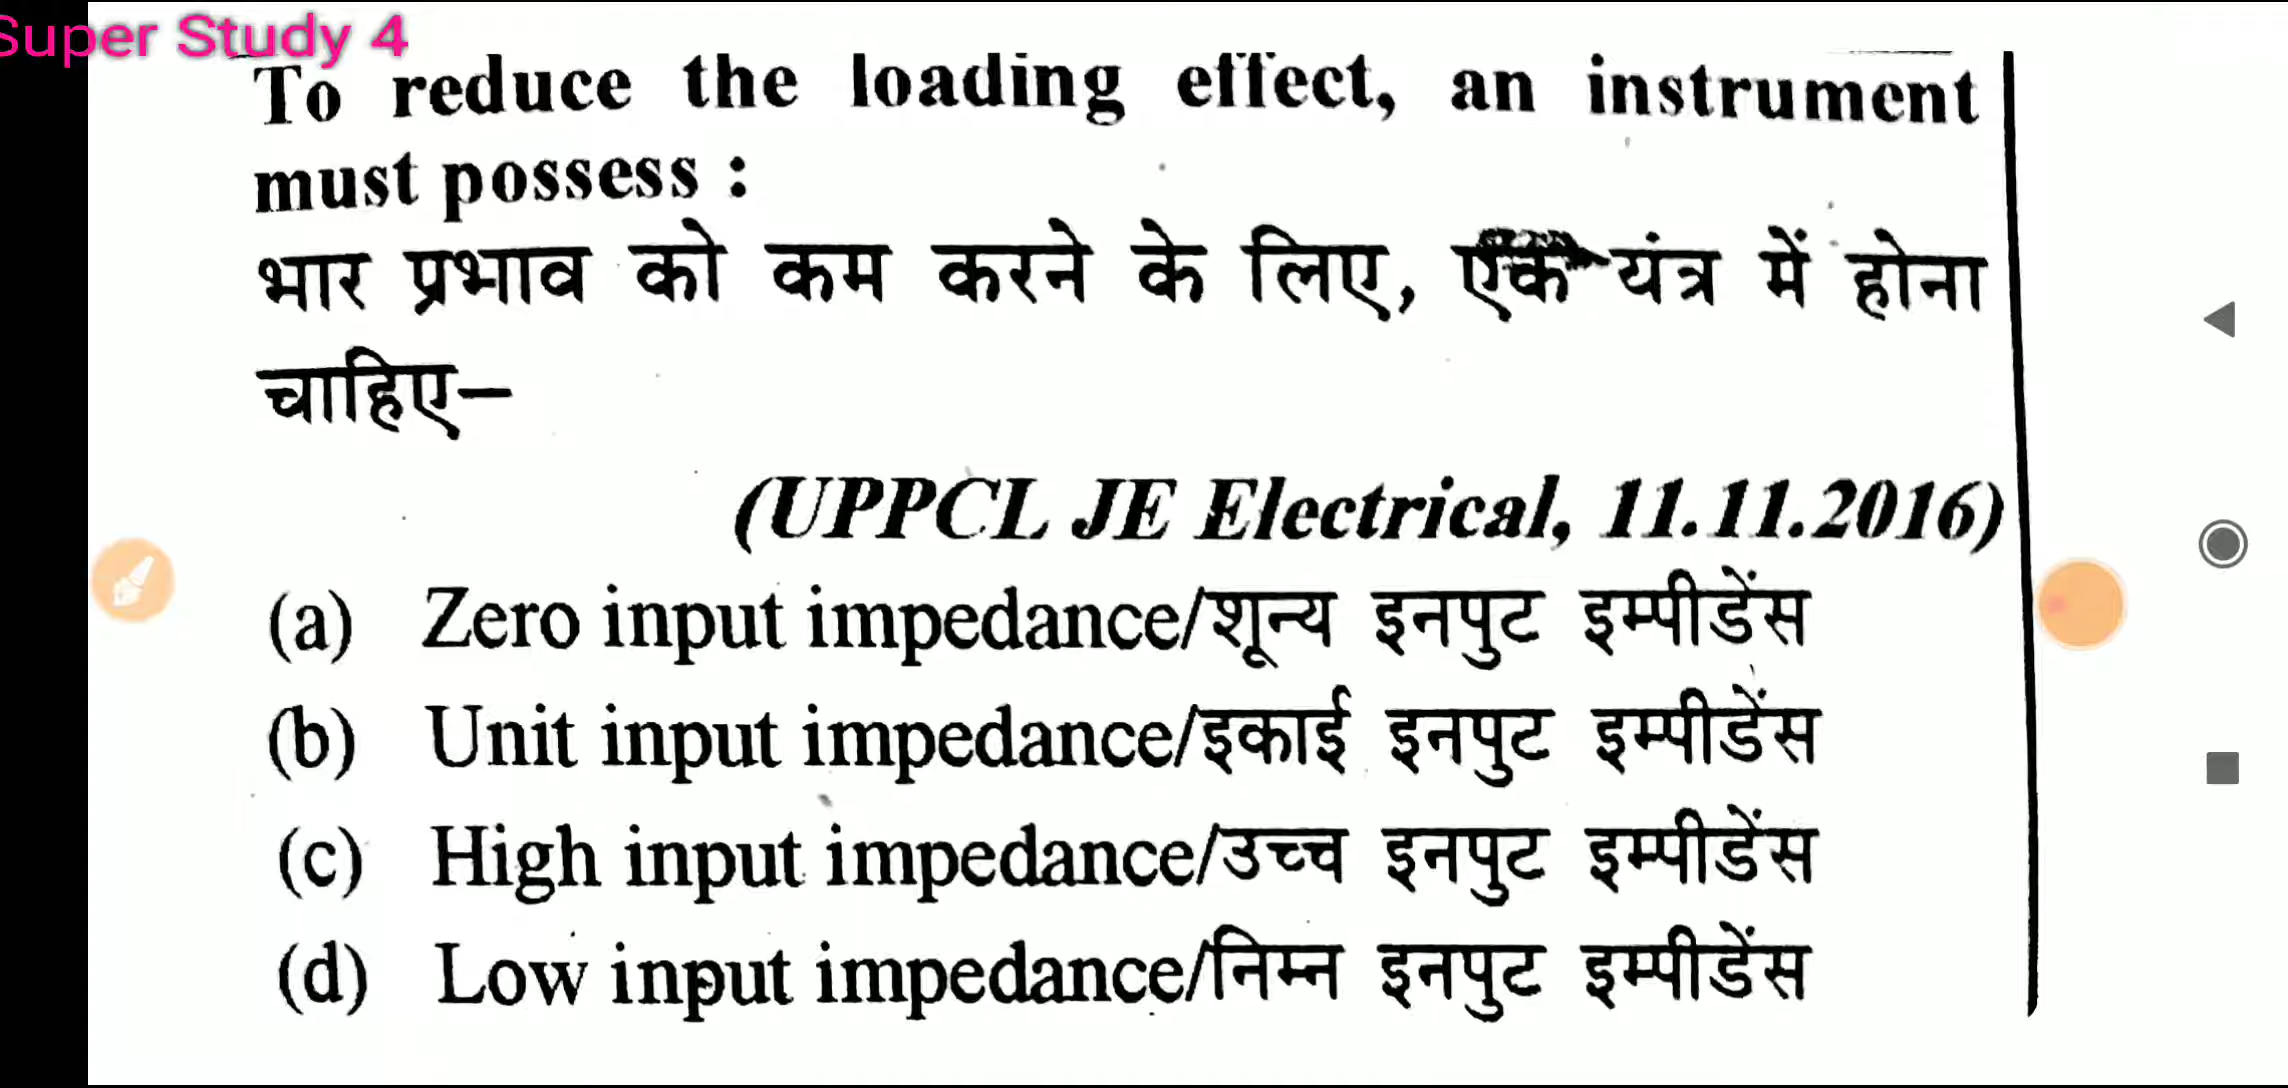 Super Study 4
To reduce the loading effect, an instrument
must possess :
भार प्रभाव को कम करने के लिए, एक यंत्र में होना
चाहिए–
(UPPCL JE Electrical, 11.11.2016)
(a) Zero input impedance/शून्य इनपुट इम्पीडेंस
(b) Unit input impedance/इकाई इनपुट इम्पीडेंस
(c) High input impedance/उच्च इनपुट इम्पीडेंस
(d) Low input impedance/निम्न इनपुट इम्पीडेंस